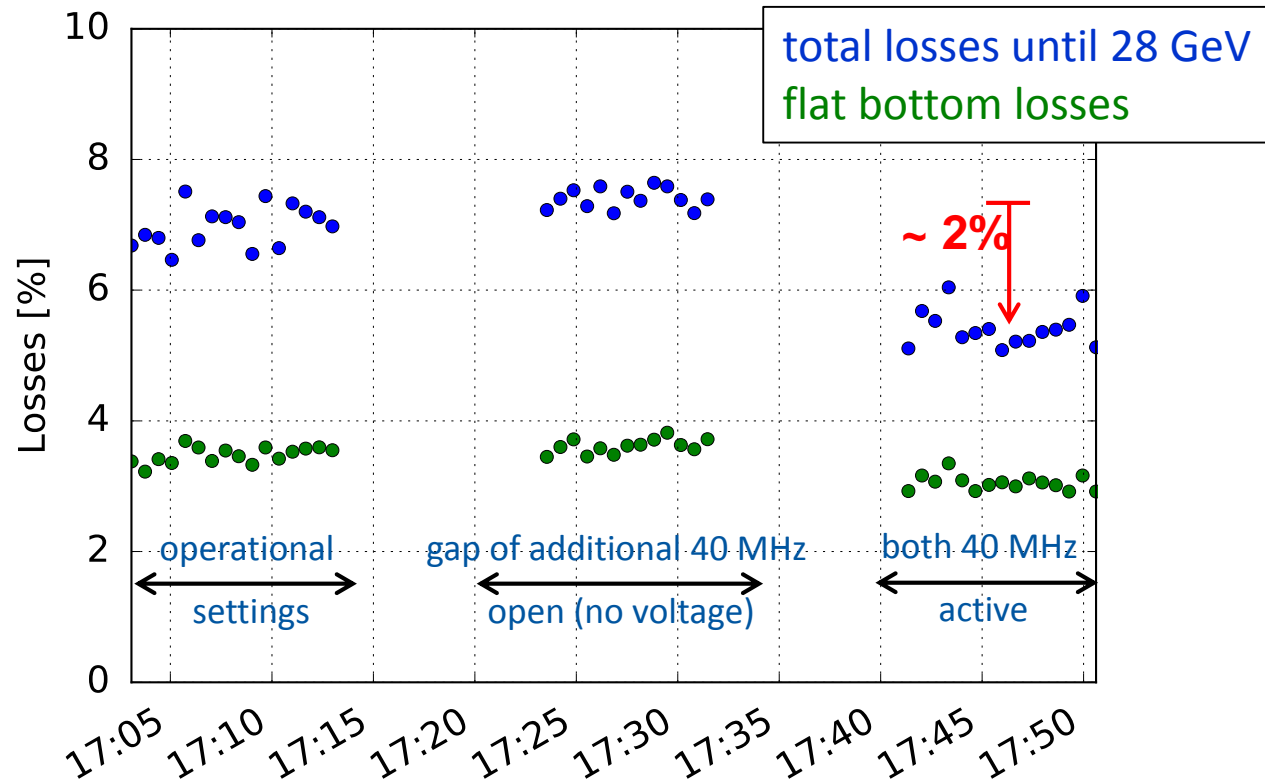 total losses until 28 GeV
flat bottom losses
10
8
6
4
2
0
Losses [%]
~ 2%
operational
settings
gap of additional 40 MHz
open (no voltage)
both 40 MHz
active
17:05
17:10
17:15
17:20
17:25
17:30
17:35
17:40
17:45
17:50